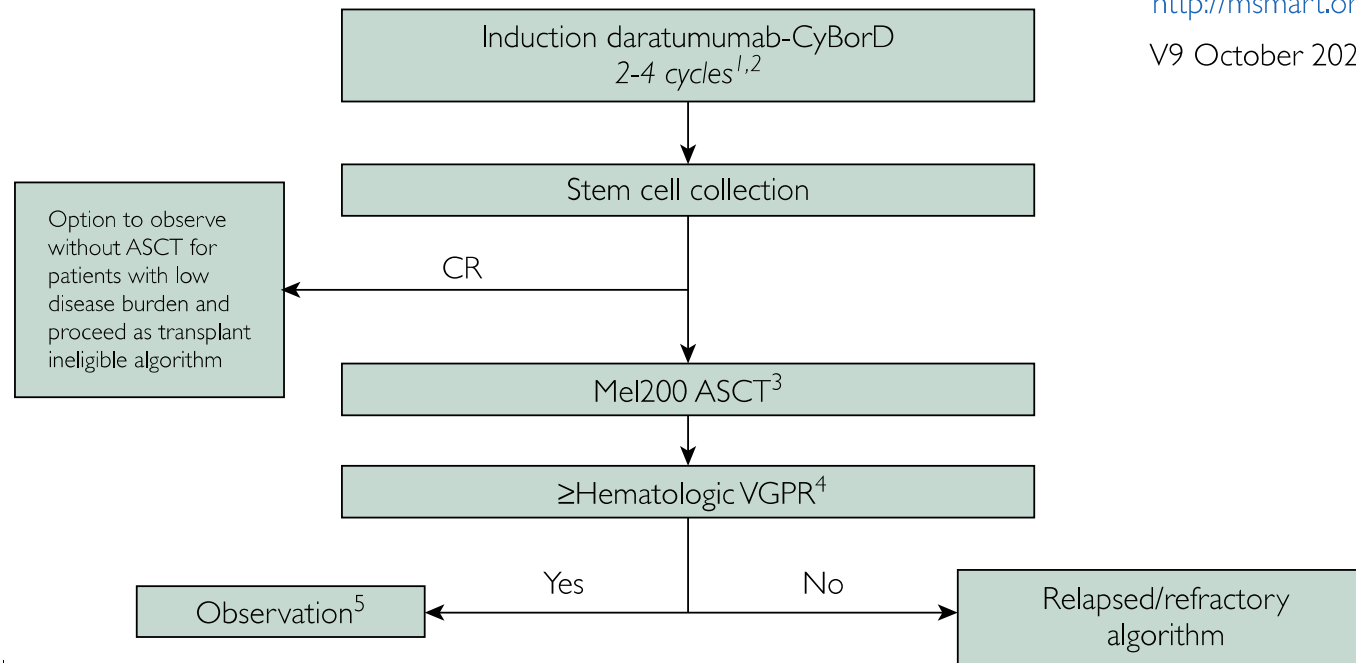 http://msmart.or
V9 October 202
Induction daratumumab-CyBorD
2-4 cycles1,2
Stem cell collection
Option to observe
without ASCT for
patients with low
disease burden and
proceed as transplant
ineligible algorithm
CR
Mel200 ASCT3
≥Hematologic VGPR4
Yes
No
Observation5
Relapsed/refractory
algorithm